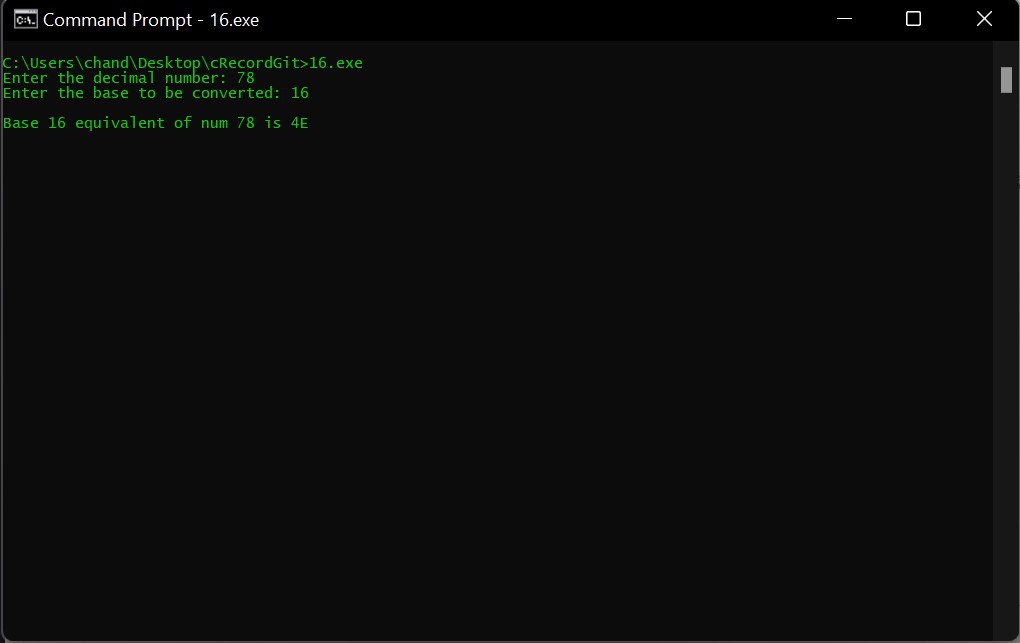 Command Prompt - 16.exe
C:\Users\chand\Desktop\cRecordGit>16.exe
Enter the decimal number: 78
Enter the base to be converted: 16
Base 16 equivalent of num 78 is 4E